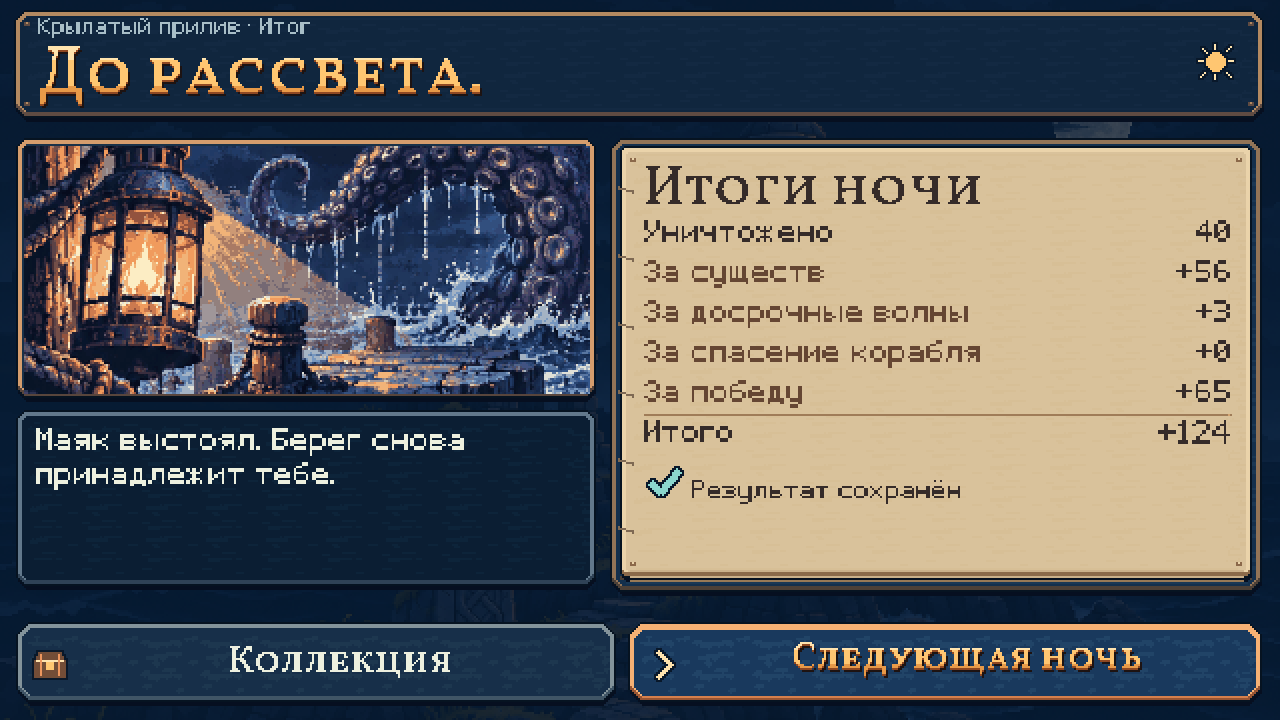 Крылатый прилив · Итог
До рассвета.
Маяк выстоял. Берег снова
принадлежит тебе.
Итоги ночи
Уничтожено 40
За существ +56
За досрочные волны +3
За спасение корабля +0
За победу +65
Итого +124
Результат сохранён
Коллекция
Следующая ночь